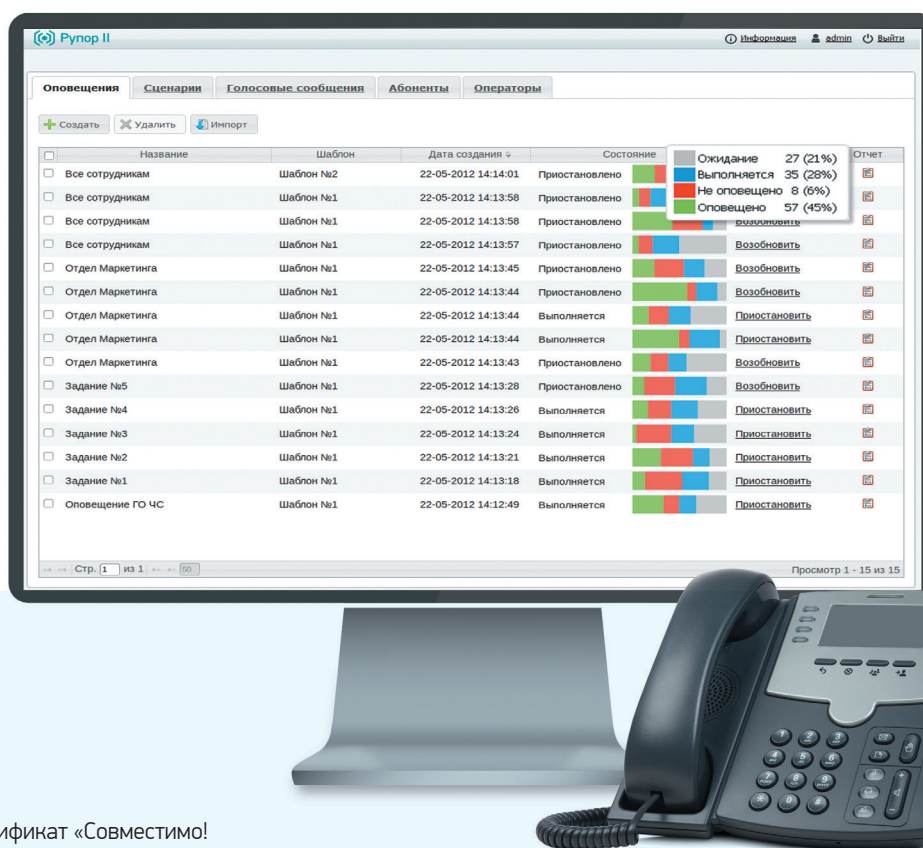 Рупор II
Информация admin Выйти
Оповещения Сценарии Голосовые сообщения Абоненты Операторы
Создать Удалить Импорт
Название Шаблон Дата создания Состояние Отчет
Ожидание 27 (21%)
Выполняется 35 (28%)
Не оповещено 8 (6%)
Оповещено 57 (45%)
Все сотрудникам Шаблон №2 22-05-2012 14:14:01 Приостановлено
Все сотрудникам Шаблон №1 22-05-2012 14:13:58 Приостановлено
Все сотрудникам Шаблон №1 22-05-2012 14:13:58 Приостановлено Возобновить
Все сотрудникам Шаблон №1 22-05-2012 14:13:57 Приостановлено Возобновить
Отдел Маркетинга Шаблон №1 22-05-2012 14:13:45 Приостановлено Возобновить
Отдел Маркетинга Шаблон №1 22-05-2012 14:13:44 Приостановлено Возобновить
Отдел Маркетинга Шаблон №1 22-05-2012 14:13:44 Выполняется Приостановить
Отдел Маркетинга Шаблон №1 22-05-2012 14:13:44 Выполняется Приостановить
Отдел Маркетинга Шаблон №1 22-05-2012 14:13:43 Приостановлено Возобновить
Задание №5 Шаблон №1 22-05-2012 14:13:28 Приостановлено Возобновить
Задание №4 Шаблон №1 22-05-2012 14:13:26 Выполняется Приостановить
Задание №3 Шаблон №1 22-05-2012 14:13:24 Выполняется Приостановить
Задание №2 Шаблон №1 22-05-2012 14:13:21 Выполняется Приостановить
Задание №1 Шаблон №1 22-05-2012 14:13:18 Выполняется Приостановить
Оповещение ГО ЧС Шаблон №1 22-05-2012 14:12:49 Выполняется Приостановить
Стр. 1 из 1 50 Просмотр 1 - 15 из 15
1 2 3
4 5 6
7 8 9
* 0 #
ификат «Совместимо!